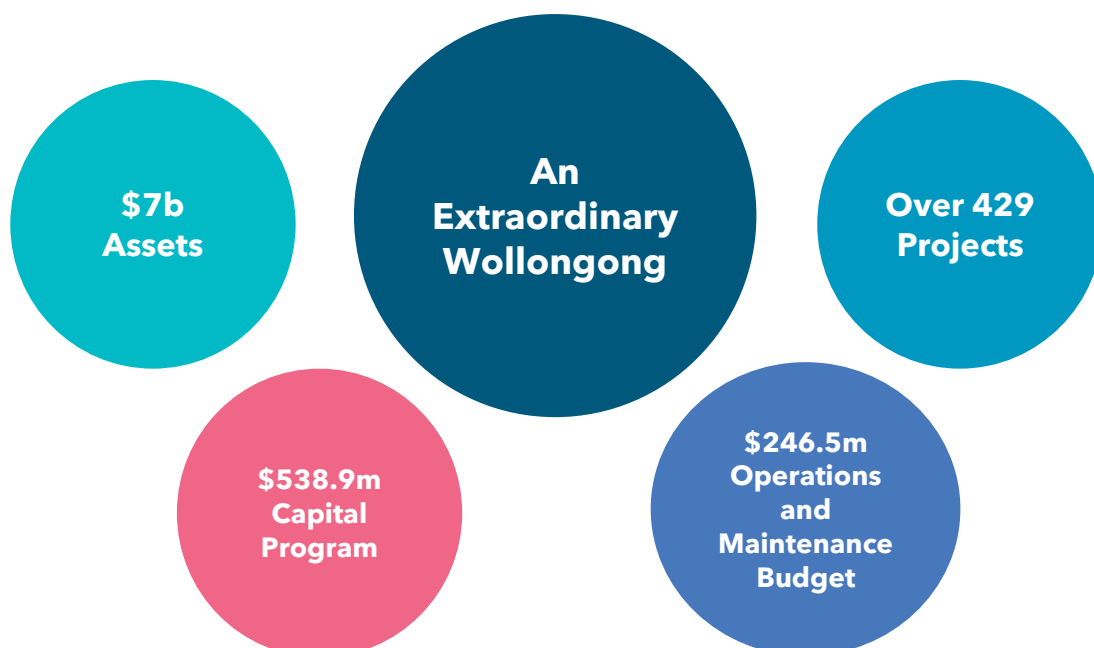 An
Extraordinary
Wollongong
$7b
Assets
Over 429
Projects
$538.9m
Capital
Program
$246.5m
Operations
and
Maintenance
Budget